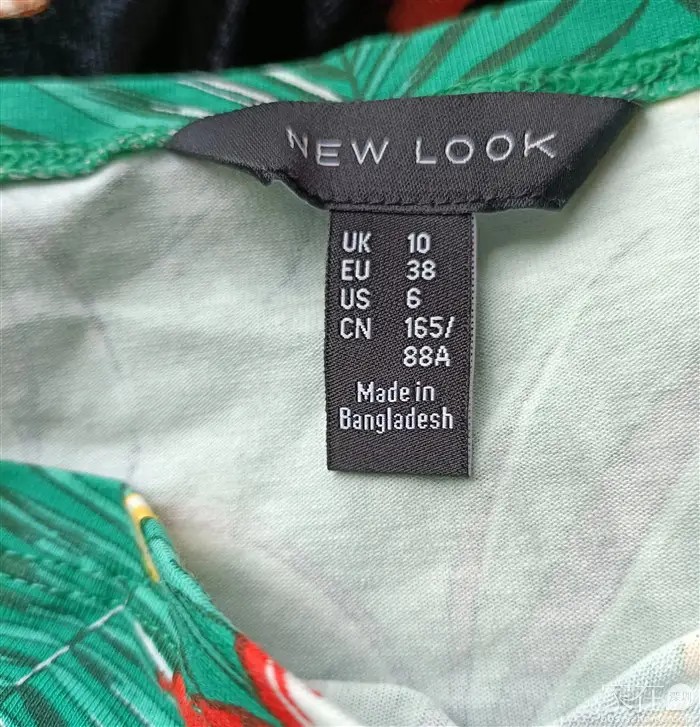 NEW LOOK
UK 10
EU 38
US 6
CN 165/
88A
Made in
Bangladesh